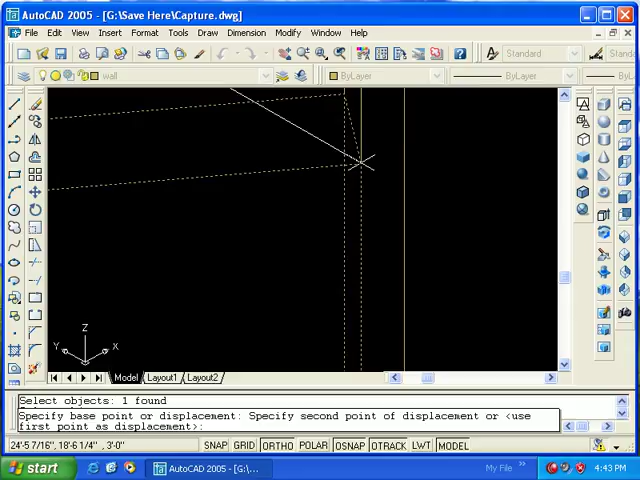 AutoCAD 2005 - [G:\Save Here\Capture.dwg]
File Edit View Insert Format Tools Draw Dimension Modify Window Help
A Standard
wall ByLayer ByLayer
Z
Y X
Model Layout1 Layout2
Select objects: 1 found
Specify base point or displacement: Specify second point of displacement or <use
first point as displacement>:
24'-5 7/16", 18'-6 1/4" , 3'-0" SNAP GRID ORTHO POLAR OSNAP OTRACK LWT MODEL
start AutoCAD 2005 - [G:\... My File » 4:43 PM